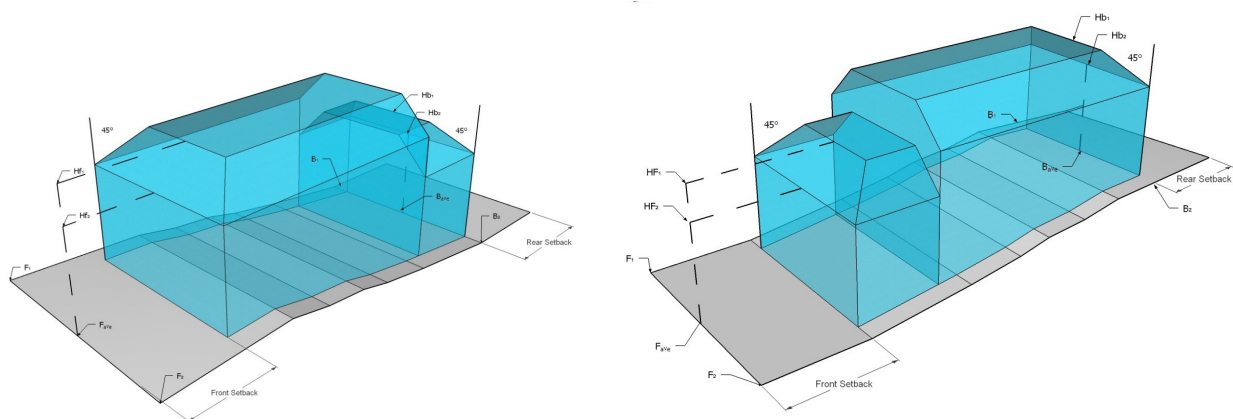 Hb₁
Hb₂
45°
45°
Hf₁
Hf₂
B₁
Bₐᵥₑ
B₂
F₁
Fₐᵥₑ
F₂
Rear Setback
Front Setback
Hb₁
Hb₂
45°
45°
B₁
Bₐᵥₑ
HF₁
HF₂
Rear Setback
B₂
F₁
Fₐᵥₑ
F₂
Front Setback